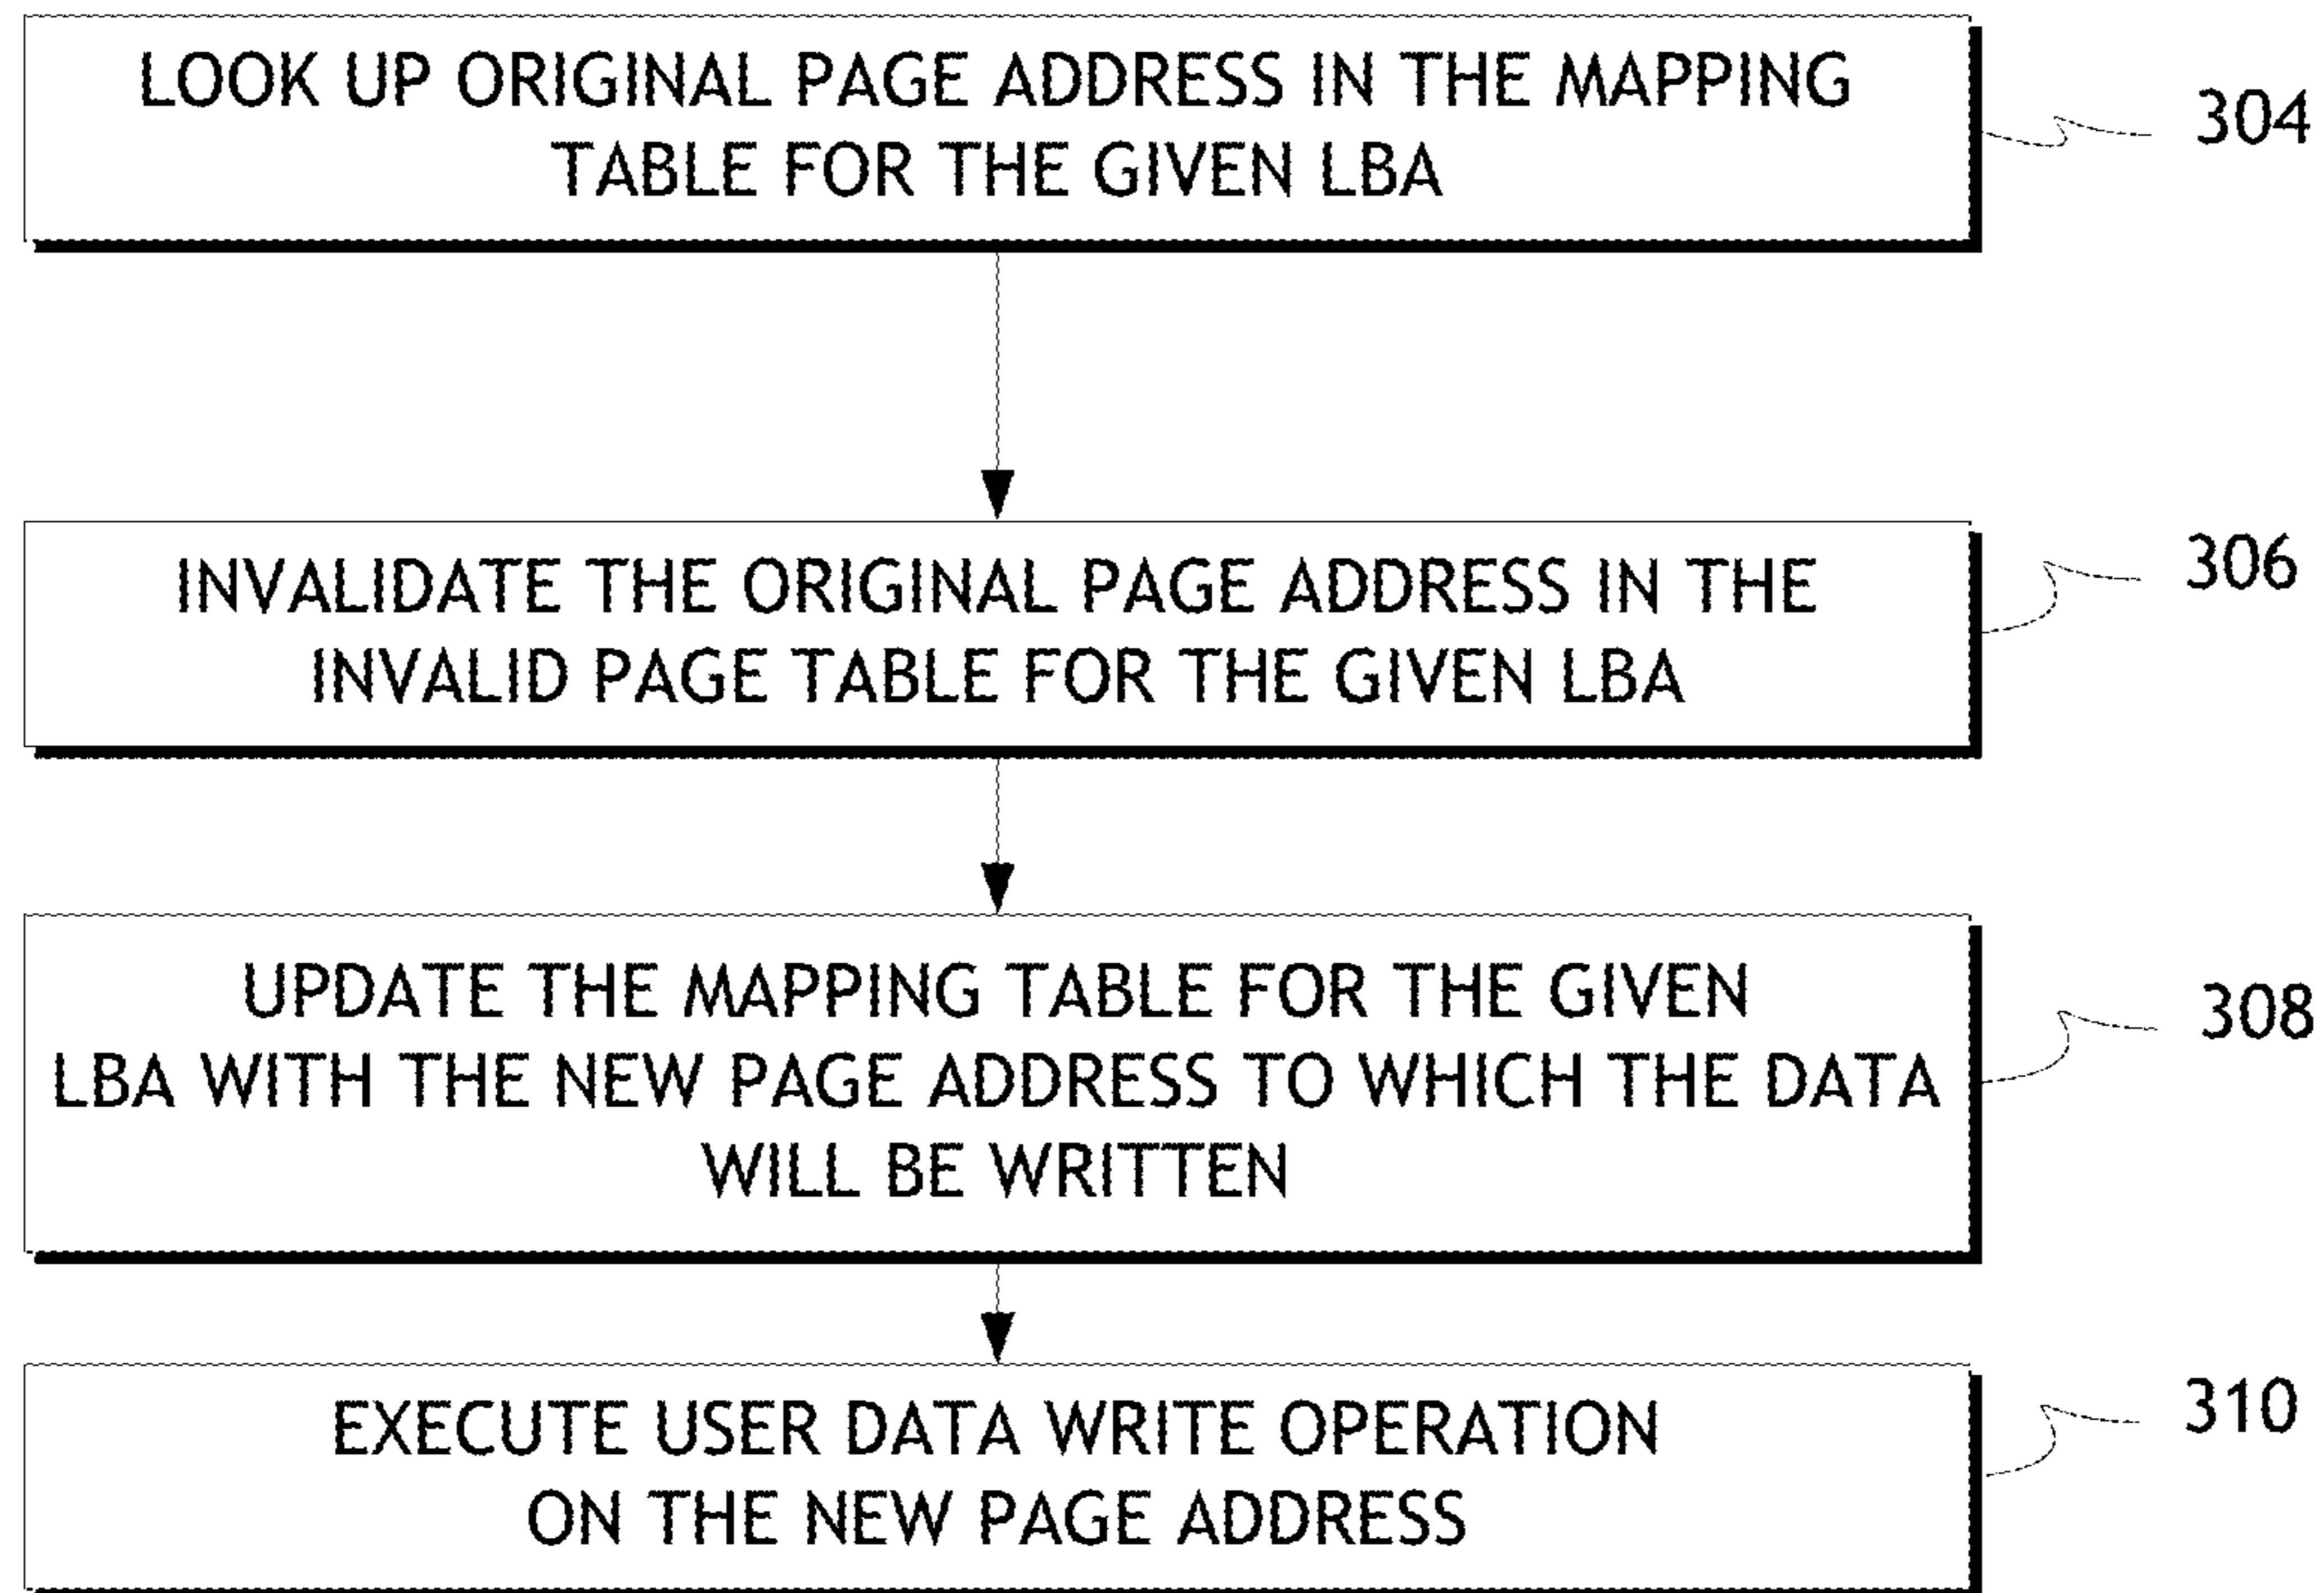 LOOK UP ORIGINAL PAGE ADDRESS IN THE MAPPING
TABLE FOR THE GIVEN LBA
304
INVALIDATE THE ORIGINAL PAGE ADDRESS IN THE
INVALID PAGE TABLE FOR THE GIVEN LBA
306
UPDATE THE MAPPING TABLE FOR THE GIVEN
LBA WITH THE NEW PAGE ADDRESS TO WHICH THE DATA
WILL BE WRITTEN
308
EXECUTE USER DATA WRITE OPERATION
ON THE NEW PAGE ADDRESS
310